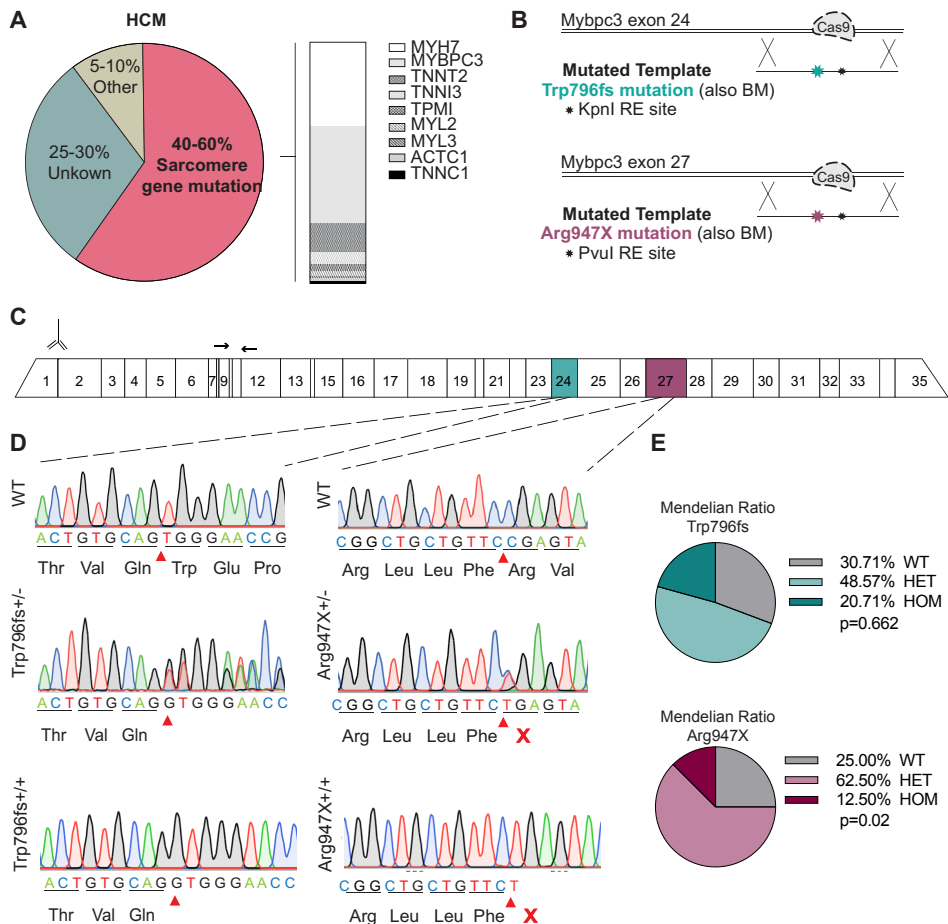 A
HCM
5-10%
Other
25-30%
Unkown
40-60%
Sarcomere
gene mutation
MYH7
MYBPC3
TNNT2
TNNI3
TPMI
MYL2
MYL3
ACTC1
TNNC1
B
Mybpc3 exon 24
Cas9
Mutated Template
Trp796fs mutation (also BM)
KpnI RE site
Mybpc3 exon 27
Cas9
Mutated Template
Arg947X mutation (also BM)
PvuI RE site
C
1 2 3 4 5 6 7 9 12 13 15 16 17 18 19 21 23 24 25 26 27 28 29 30 31 32 33 35
D
WT
ACTGTGCAGTGGGAACCG
Thr Val Gln Trp Glu Pro
Trp796fs+/-
ACTGTGCAGGTGGGAACC
Thr Val Gln
Trp796fs+/+
ACTGTGCAGGTGGGAACC
Thr Val Gln
WT
CGGCTGCTGTTCCGAGTA
Arg Leu Leu Phe Arg Val
Arg947X+/-
CGGCTGCTGTTCTGAGTA
Arg Leu Leu Phe X
Arg947X+/+
CGGCTGCTGTTCT
Arg Leu Leu Phe X
E
Mendelian Ratio
Trp796fs
30.71% WT
48.57% HET
20.71% HOM
p=0.662
Mendelian Ratio
Arg947X
25.00% WT
62.50% HET
12.50% HOM
p=0.02